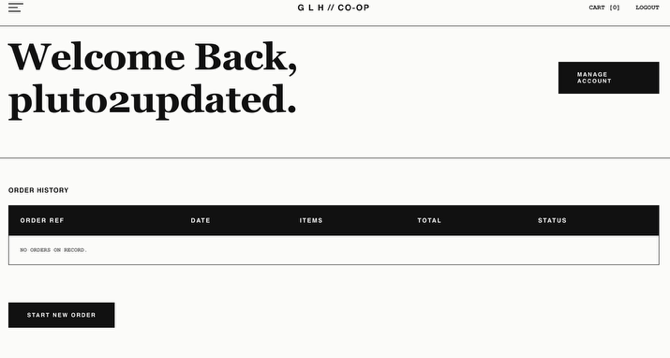 G L H // CO-OP
CART [0] LOGOUT
Welcome Back,
pluto2updated.
MANAGE
ACCOUNT
ORDER HISTORY
ORDER REF DATE ITEMS TOTAL STATUS
NO ORDERS ON RECORD.
START NEW ORDER